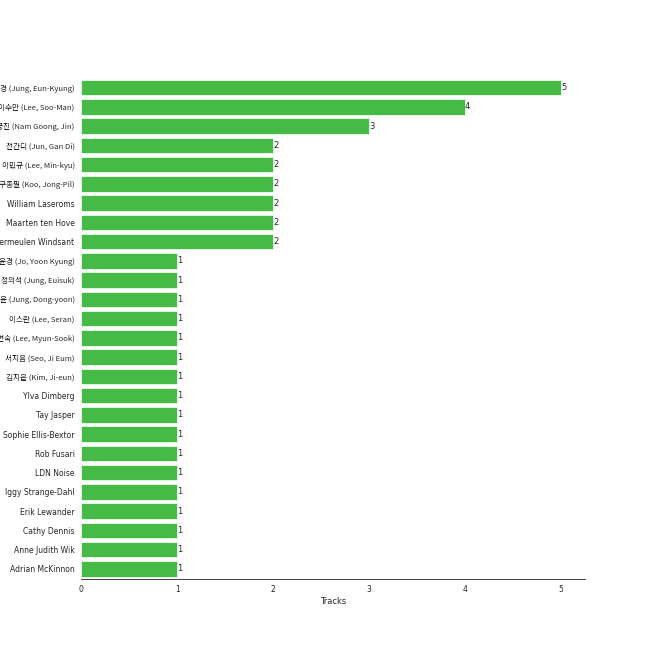 경 (Jung, Eun-Kyung) 5
이수만 (Lee, Soo-Man) 4
궁진 (Nam Goong, Jin) 3
전간디 (Jun, Gan Di) 2
이민규 (Lee, Min-kyu) 2
구종필 (Koo, Jong-Pil) 2
William Laseroms 2
Maarten ten Hove 2
ermeulen Windsant 2
윤경 (Jo, Yoon Kyung) 1
정의석 (Jung, Euisuk) 1
윤 (Jung, Dong-yoon) 1
이스란 (Lee, Seran) 1
면숙 (Lee, Myun-Sook) 1
서지음 (Seo, Ji Eum) 1
김지은 (Kim, Ji-eun) 1
Ylva Dimberg 1
Tay Jasper 1
Sophie Ellis-Bextor 1
Rob Fusari 1
LDN Noise 1
Iggy Strange-Dahl 1
Erik Lewander 1
Cathy Dennis 1
Anne Judith Wik 1
Adrian McKinnon 1
0 1 2 3 4 5
Tracks